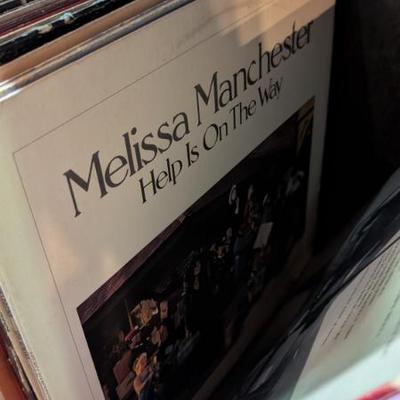 Melissa Manchester
Help Is On The Way